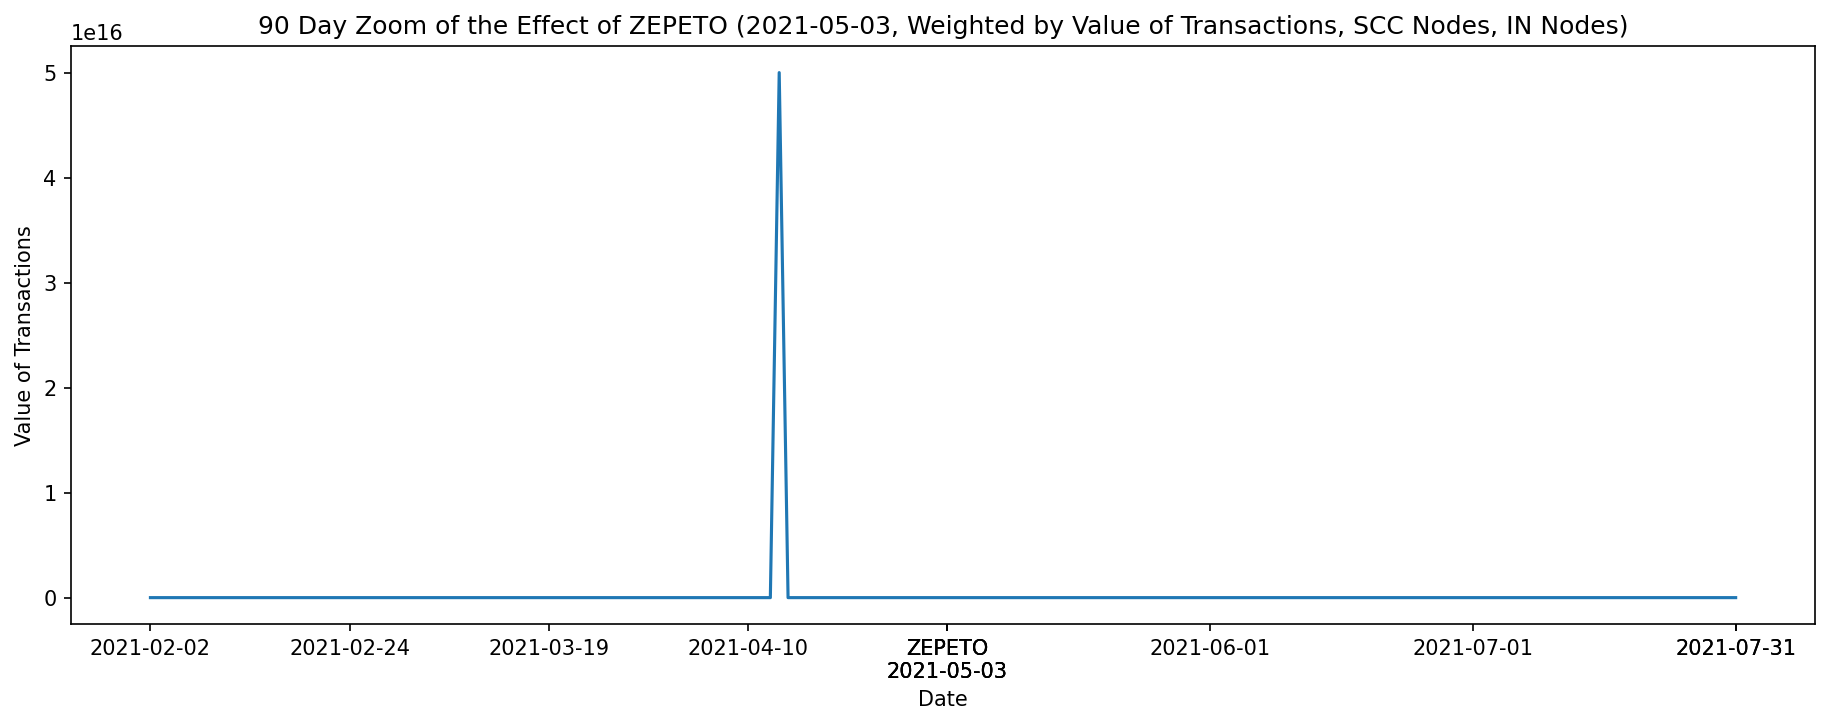 90 Day Zoom of the Effect of ZEPETO (2021-05-03, Weighted by Value of Transactions, SCC Nodes, IN Nodes)
1e16
5
4
3
2
1
0
Value of Transactions
2021-02-02 2021-02-24 2021-03-19 2021-04-10 ZEPETO 2021-06-01 2021-07-01 2021-07-31
2021-05-03
Date